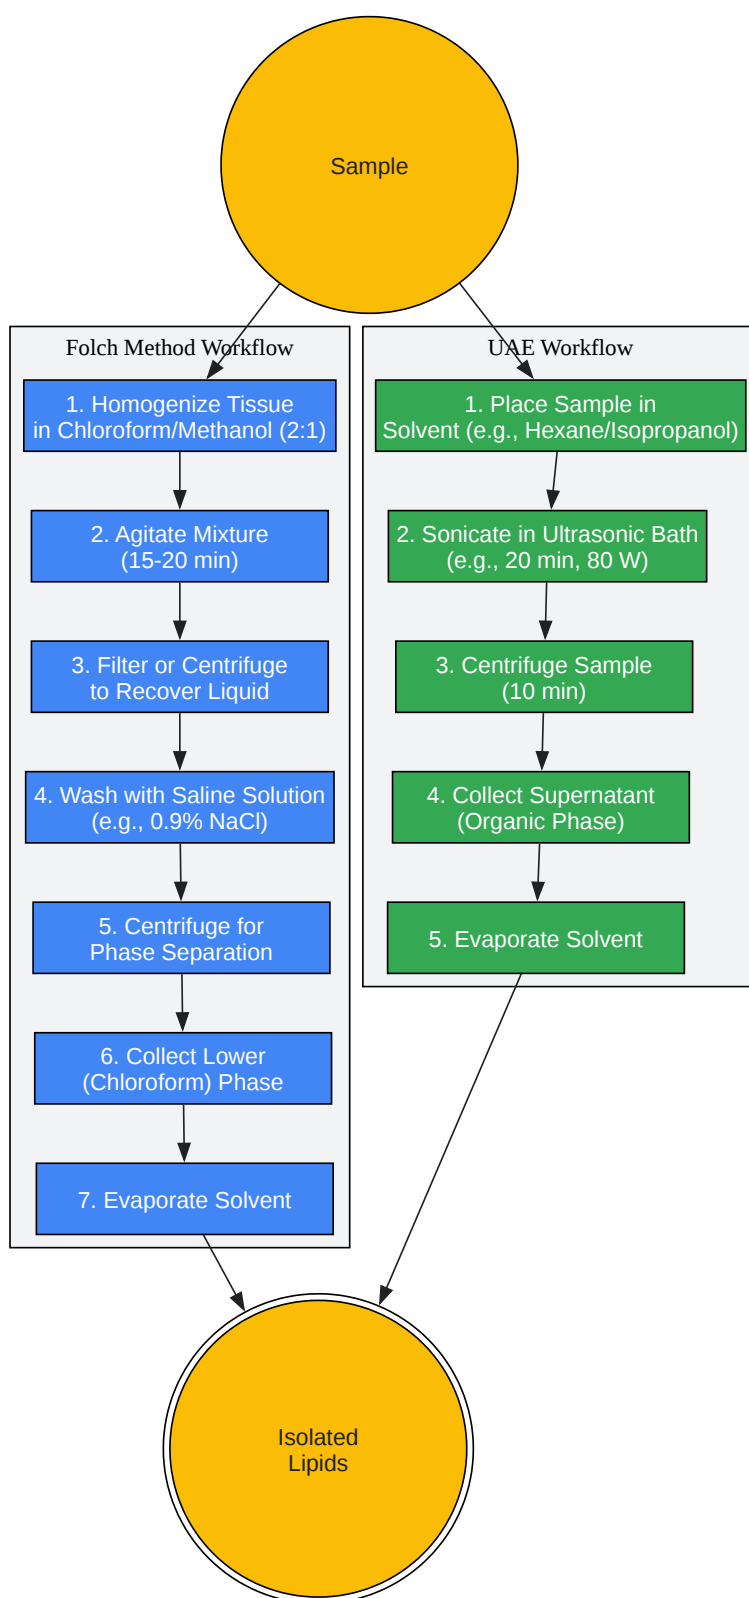 Sample
Folch Method Workflow
1. Homogenize Tissue
in Chloroform/Methanol (2:1)
2. Agitate Mixture
(15-20 min)
3. Filter or Centrifuge
to Recover Liquid
4. Wash with Saline Solution
(e.g., 0.9% NaCl)
5. Centrifuge for
Phase Separation
6. Collect Lower
(Chloroform) Phase
7. Evaporate Solvent
UAE Workflow
1. Place Sample in
Solvent (e.g., Hexane/Isopropanol)
2. Sonicate in Ultrasonic Bath
(e.g., 20 min, 80 W)
3. Centrifuge Sample
(10 min)
4. Collect Supernatant
(Organic Phase)
5. Evaporate Solvent
Isolated
Lipids